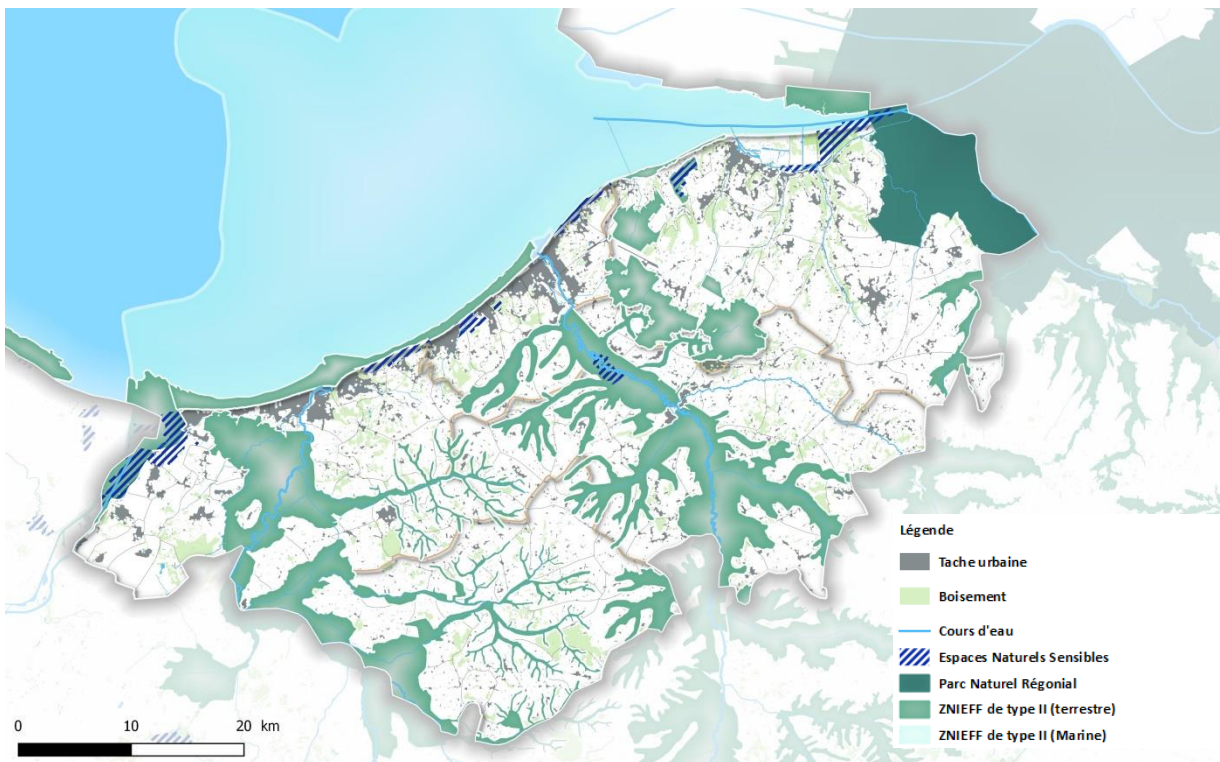 Légende
Tache urbaine
Boisement
Cours d'eau
Espaces Naturels Sensibles
Parc Naturel Régonial
ZNIEFF de type II (terrestre)
ZNIEFF de type II (Marine)
0 10 20 km